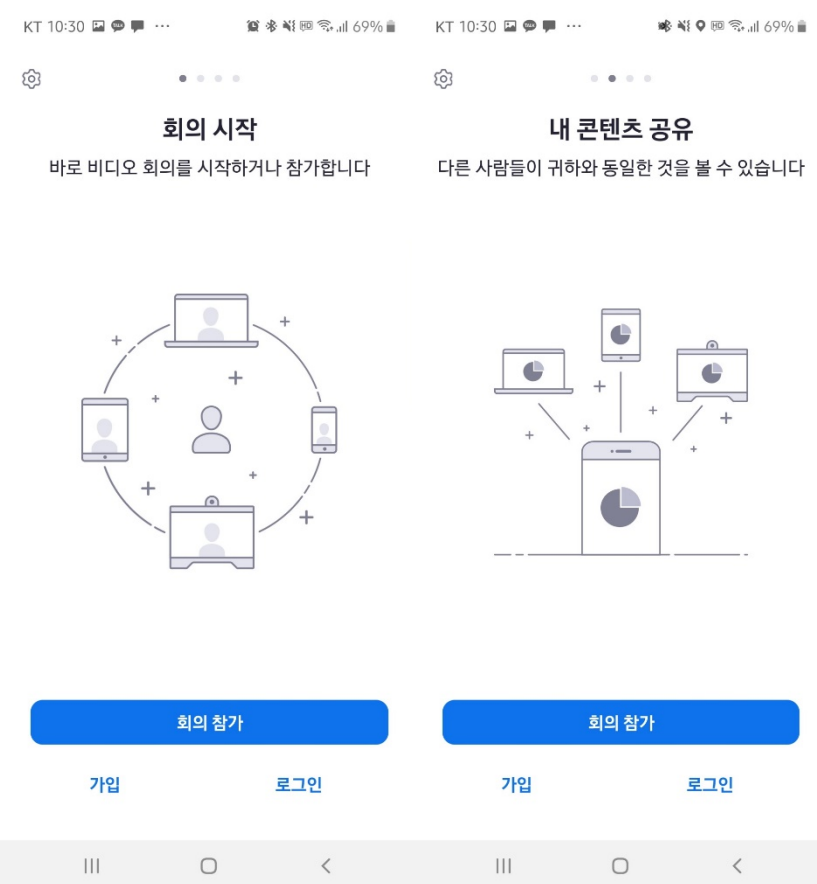 KT 10:30 69%
회의 시작
바로 비디오 회의를 시작하거나 참가합니다
회의 참가
가입 로그인
KT 10:30 69%
내 콘텐츠 공유
다른 사람들이 귀하와 동일한 것을 볼 수 있습니다
회의 참가
가입 로그인